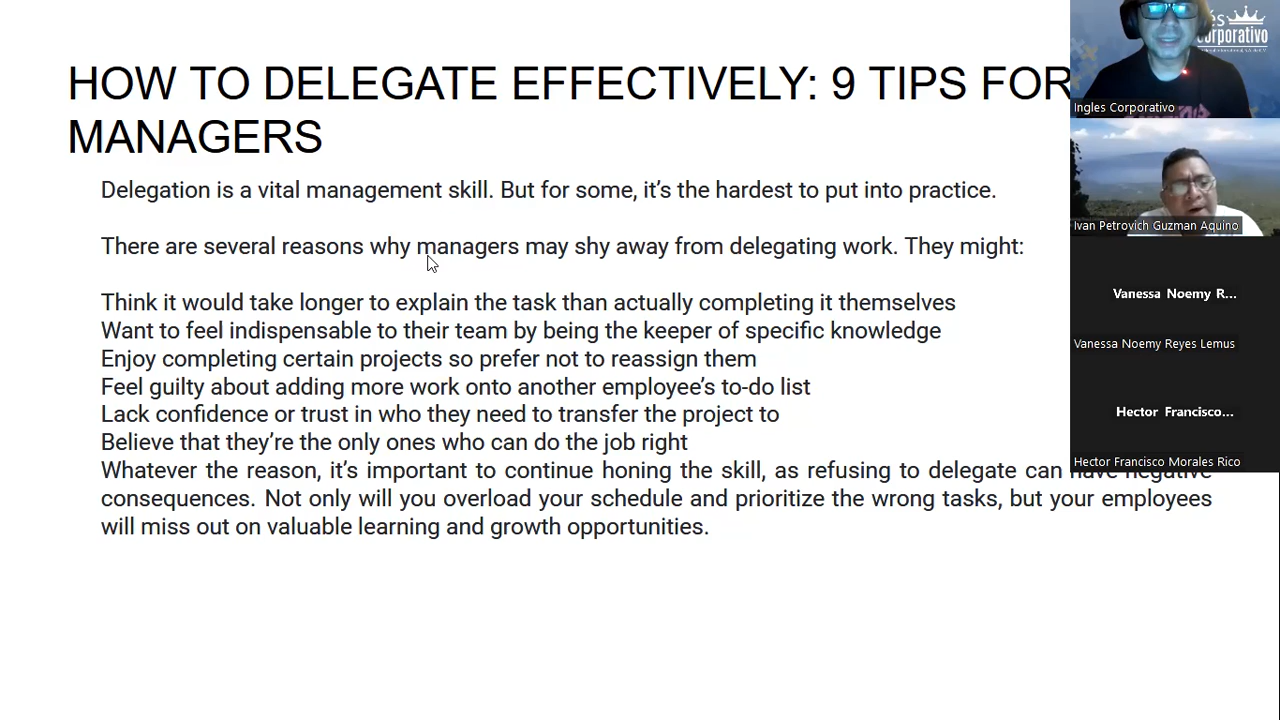 HOW TO DELEGATE EFFECTIVELY: 9 TIPS FOR
MANAGERS
Delegation is a vital management skill. But for some, it’s the hardest to put into practice.
There are several reasons why managers may shy away from delegating work. They might:
Think it would take longer to explain the task than actually completing it themselves
Want to feel indispensable to their team by being the keeper of specific knowledge
Enjoy completing certain projects so prefer not to reassign them
Feel guilty about adding more work onto another employee’s to-do list
Lack confidence or trust in who they need to transfer the project to
Believe that they’re the only ones who can do the job right
Whatever the reason, it’s important to continue honing the skill, as refusing to delegate can have negative
consequences. Not only will you overload your schedule and prioritize the wrong tasks, but your employees
will miss out on valuable learning and growth opportunities.
és
corporativo
Ingles Corporativo
Ivan Petrovich Guzman Aquino
Vanessa Noemy R...
Vanessa Noemy Reyes Lemus
Hector Francisco...
Hector Francisco Morales Rico